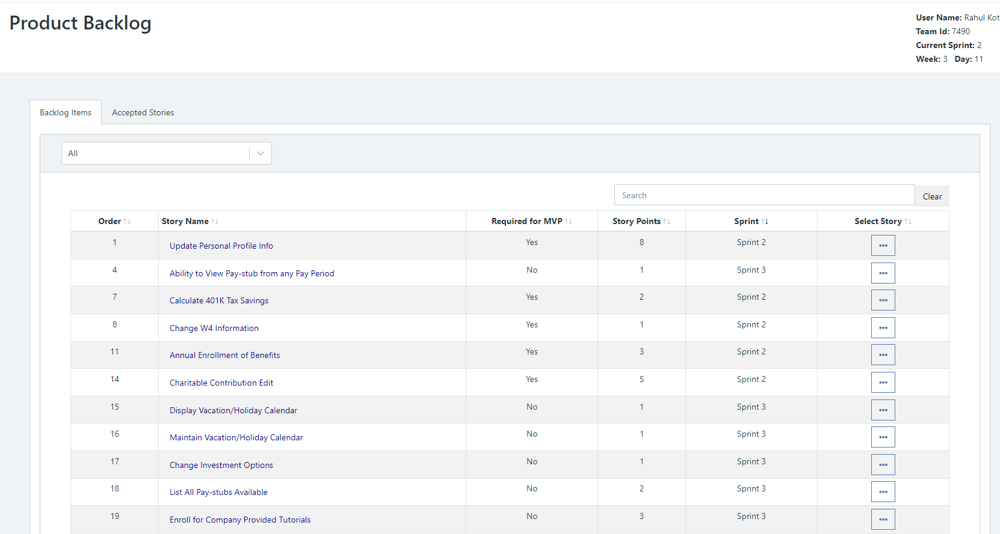 Product Backlog
User Name: Rahul Kot
Team Id: 7490
Current Sprint: 2
Week: 3 Day: 11
Backlog Items Accepted Stories
All
Search Clear
Order Story Name Required for MVP Story Points Sprint Select Story
1 Update Personal Profile Info Yes 8 Sprint 2
4 Ability to View Pay-stub from any Pay Period No 1 Sprint 3
7 Calculate 401K Tax Savings Yes 2 Sprint 2
8 Change W4 Information Yes 1 Sprint 2
11 Annual Enrollment of Benefits Yes 3 Sprint 2
14 Charitable Contribution Edit Yes 5 Sprint 2
15 Display Vacation/Holiday Calendar No 1 Sprint 3
16 Maintain Vacation/Holiday Calendar No 1 Sprint 3
17 Change Investment Options No 1 Sprint 3
18 List All Pay-stubs Available No 2 Sprint 3
19 Enroll for Company Provided Tutorials No 3 Sprint 3